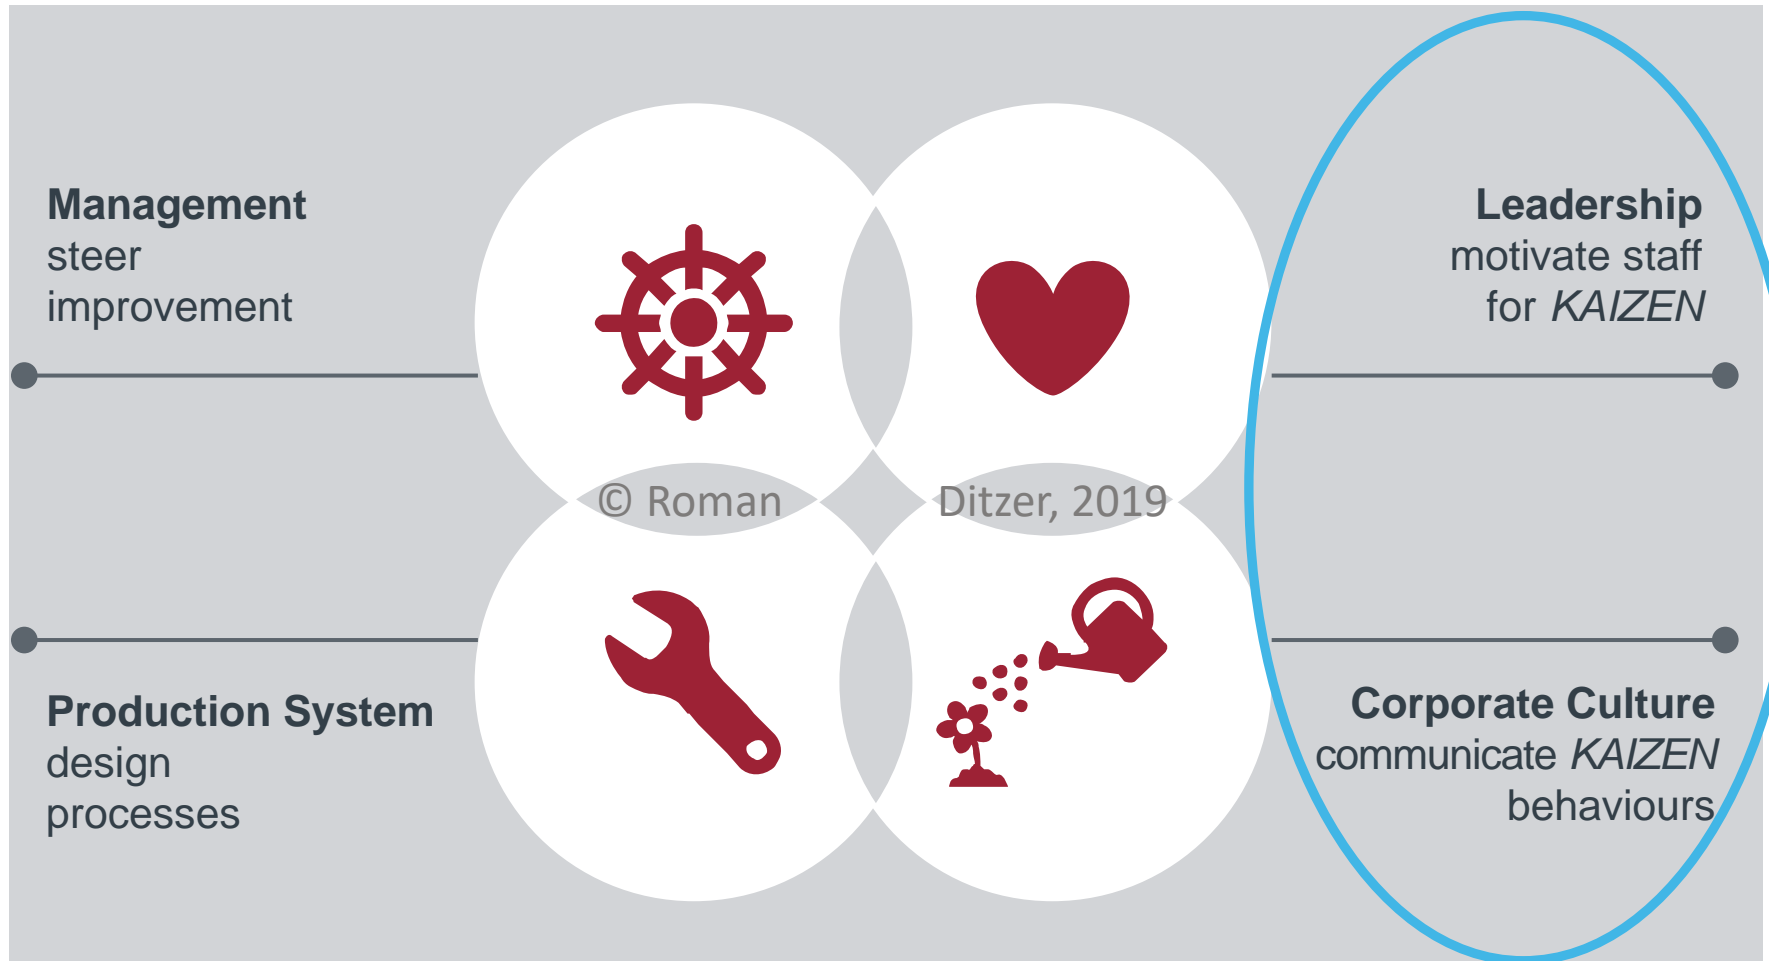 Management
steer
improvement
Leadership
motivate staff
for KAIZEN
© Roman Ditzer, 2019
Production System
design
processes
Corporate Culture
communicate KAIZEN
behaviours